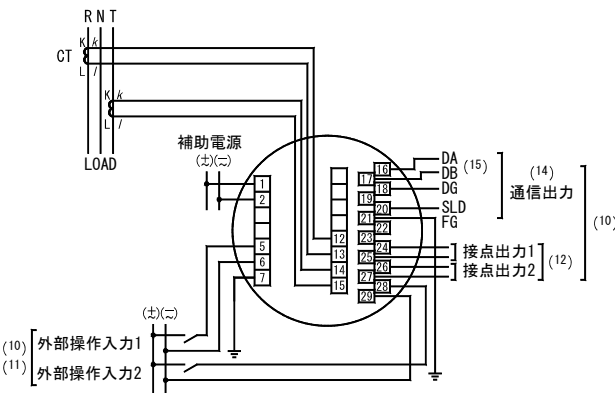 R N T
CT
K k
L l
K k
L l
LOAD
補助電源
(±)(=)
1
2
5
6
7
12
13
14
15
16
17
18
19
20
21
22
23
24
25
26
27
28
29
DA
DB
DG
SLD
FG
(15)
(14)
通信出力
(10)
接点出力1
接点出力2
(12)
(±)(=)
(10)
(11)
外部操作入力1
外部操作入力2